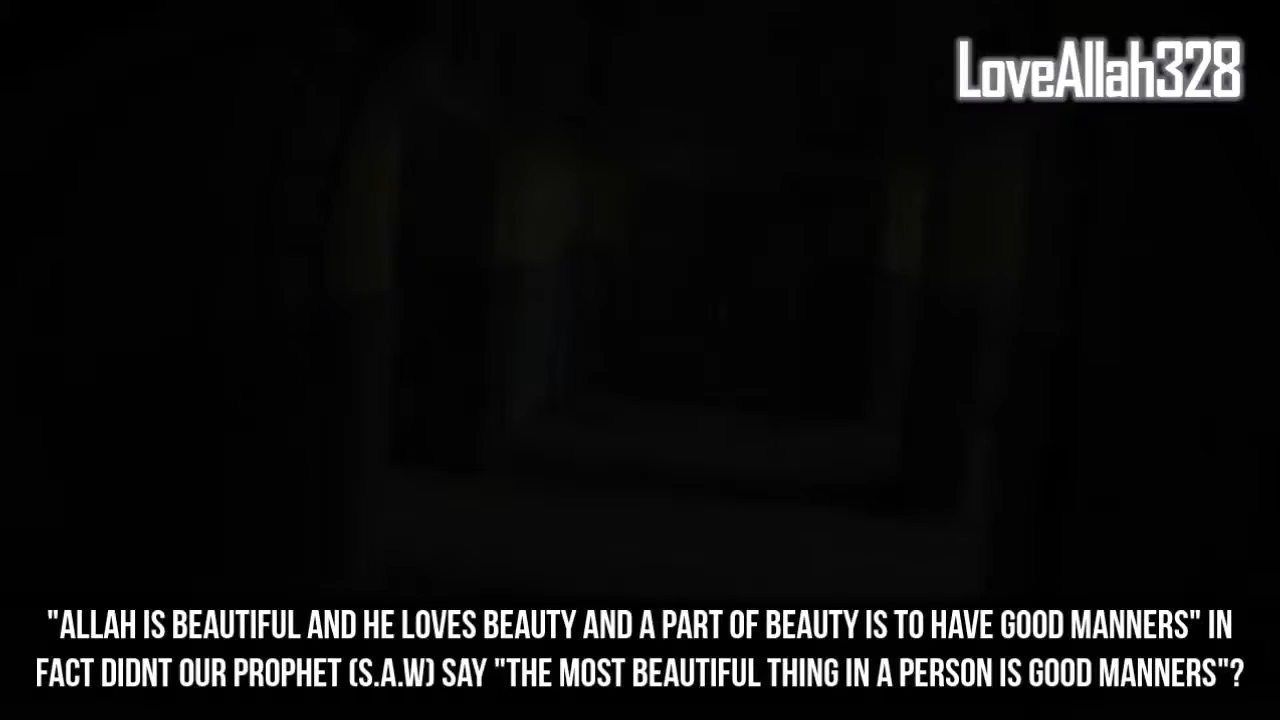 LoveAllah328
"ALLAH IS BEAUTIFUL AND HE LOVES BEAUTY AND A PART OF BEAUTY IS TO HAVE GOOD MANNERS" IN
FACT DIDNT OUR PROPHET (S.A.W) SAY "THE MOST BEAUTIFUL THING IN A PERSON IS GOOD MANNERS"?